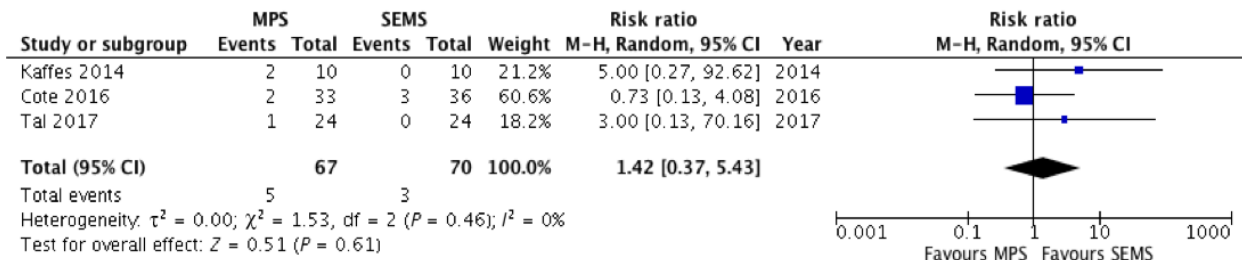 MPS SEMS Risk ratio Risk ratio
Study or subgroup Events Total Events Total Weight M-H, Random, 95% CI Year M-H, Random, 95% CI
Kaffes 2014 2 10 0 10 21.2% 5.00 [0.27, 92.62] 2014
Cote 2016 2 33 3 36 60.6% 0.73 [0.13, 4.08] 2016
Tal 2017 1 24 0 24 18.2% 3.00 [0.13, 70.16] 2017
Total (95% CI) 67 70 100.0% 1.42 [0.37, 5.43]
Total events 5 3
Heterogeneity: τ² = 0.00; χ² = 1.53, df = 2 (P = 0.46); I² = 0%
Test for overall effect: Z = 0.51 (P = 0.61)
0.001 0.1 1 10 1000
Favours MPS Favours SEMS